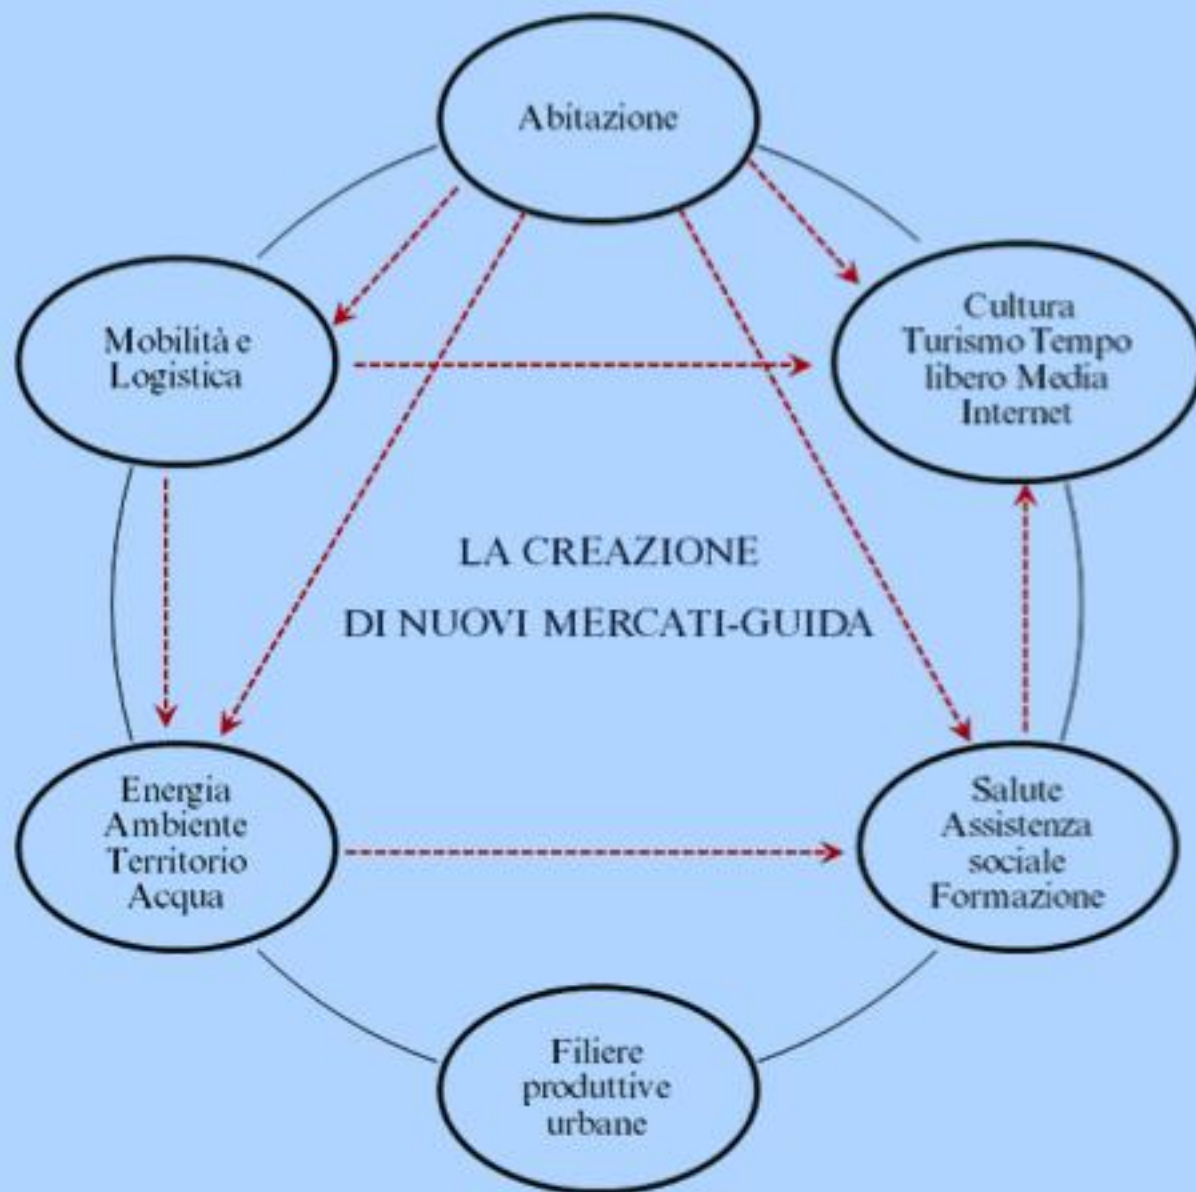 Abitazione
Mobilità e
Logistica
Cultura
Turismo Tempo
libero Media
Internet
LA CREAZIONE
DI NUOVI MERCATI-GUIDA
Energia
Ambiente
Territorio
Acqua
Salute
Assistenza
sociale
Formazione
Filiere
produttive
urbane